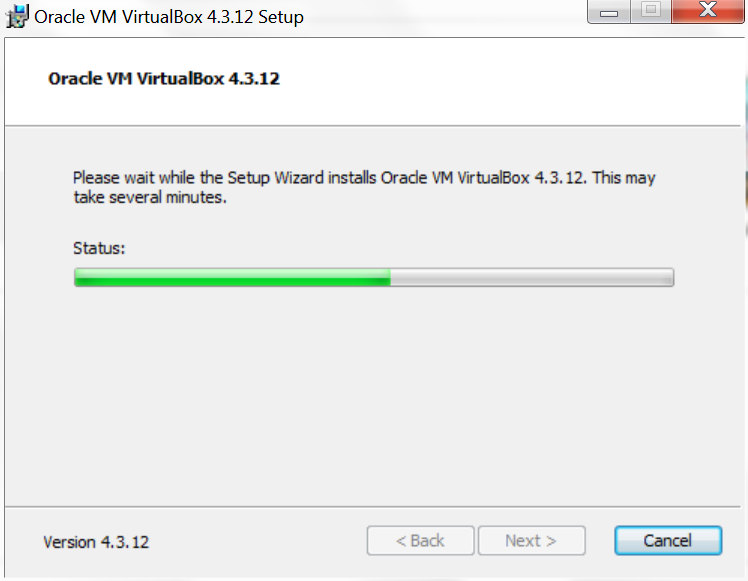 Oracle VM VirtualBox 4.3.12 Setup
Oracle VM VirtualBox 4.3.12
Please wait while the Setup Wizard installs Oracle VM VirtualBox 4.3.12. This may
take several minutes.
Status:
Version 4.3.12
< Back
Next >
Cancel